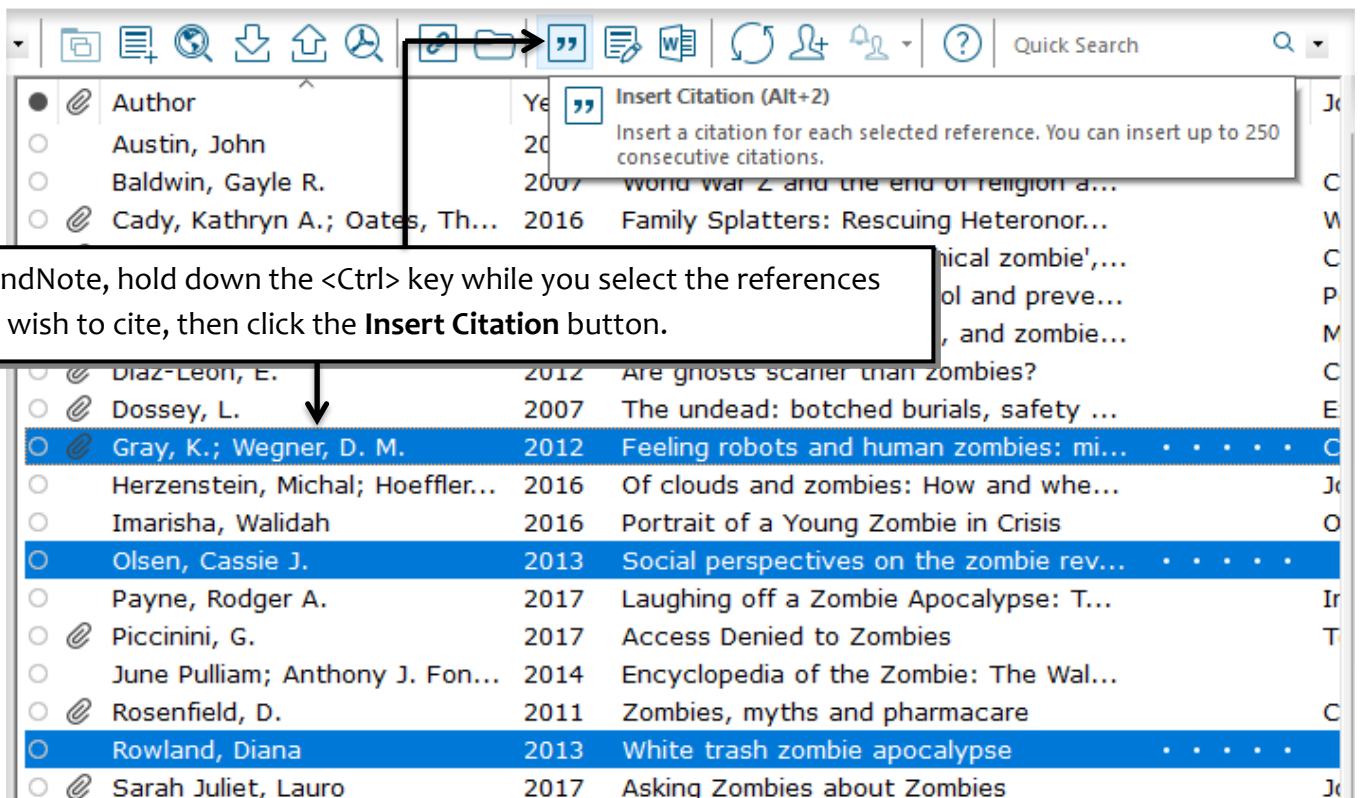 Quick Search
Author Ye Jo
Insert Citation (Alt+2)
Insert a citation for each selected reference. You can insert up to 250
consecutive citations.
Austin, John 20
Baldwin, Gayle R. 2007 World War Z and the end of religion a... C
Cady, Kathryn A.; Oates, Th... 2016 Family Splatters: Rescuing Heteronor... W
nical zombie',... C
ol and preve... P
, and zombie... M
ndNote, hold down the <Ctrl> key while you select the references
wish to cite, then click the Insert Citation button.
Diaz-Leon, E. 2012 Are ghosts scarier than zombies? C
Dossey, L. 2007 The undead: botched burials, safety ... E
Gray, K.; Wegner, D. M. 2012 Feeling robots and human zombies: mi... C
Herzenstein, Michal; Hoeffler... 2016 Of clouds and zombies: How and whe... Jo
Imarisha, Walidah 2016 Portrait of a Young Zombie in Crisis O
Olsen, Cassie J. 2013 Social perspectives on the zombie rev...
Payne, Rodger A. 2017 Laughing off a Zombie Apocalypse: T... Ir
Piccinini, G. 2017 Access Denied to Zombies T
June Pulliam; Anthony J. Fon... 2014 Encyclopedia of the Zombie: The Wal...
Rosenfield, D. 2011 Zombies, myths and pharmacare C
Rowland, Diana 2013 White trash zombie apocalypse
Sarah Juliet, Lauro 2017 Asking Zombies about Zombies Jo